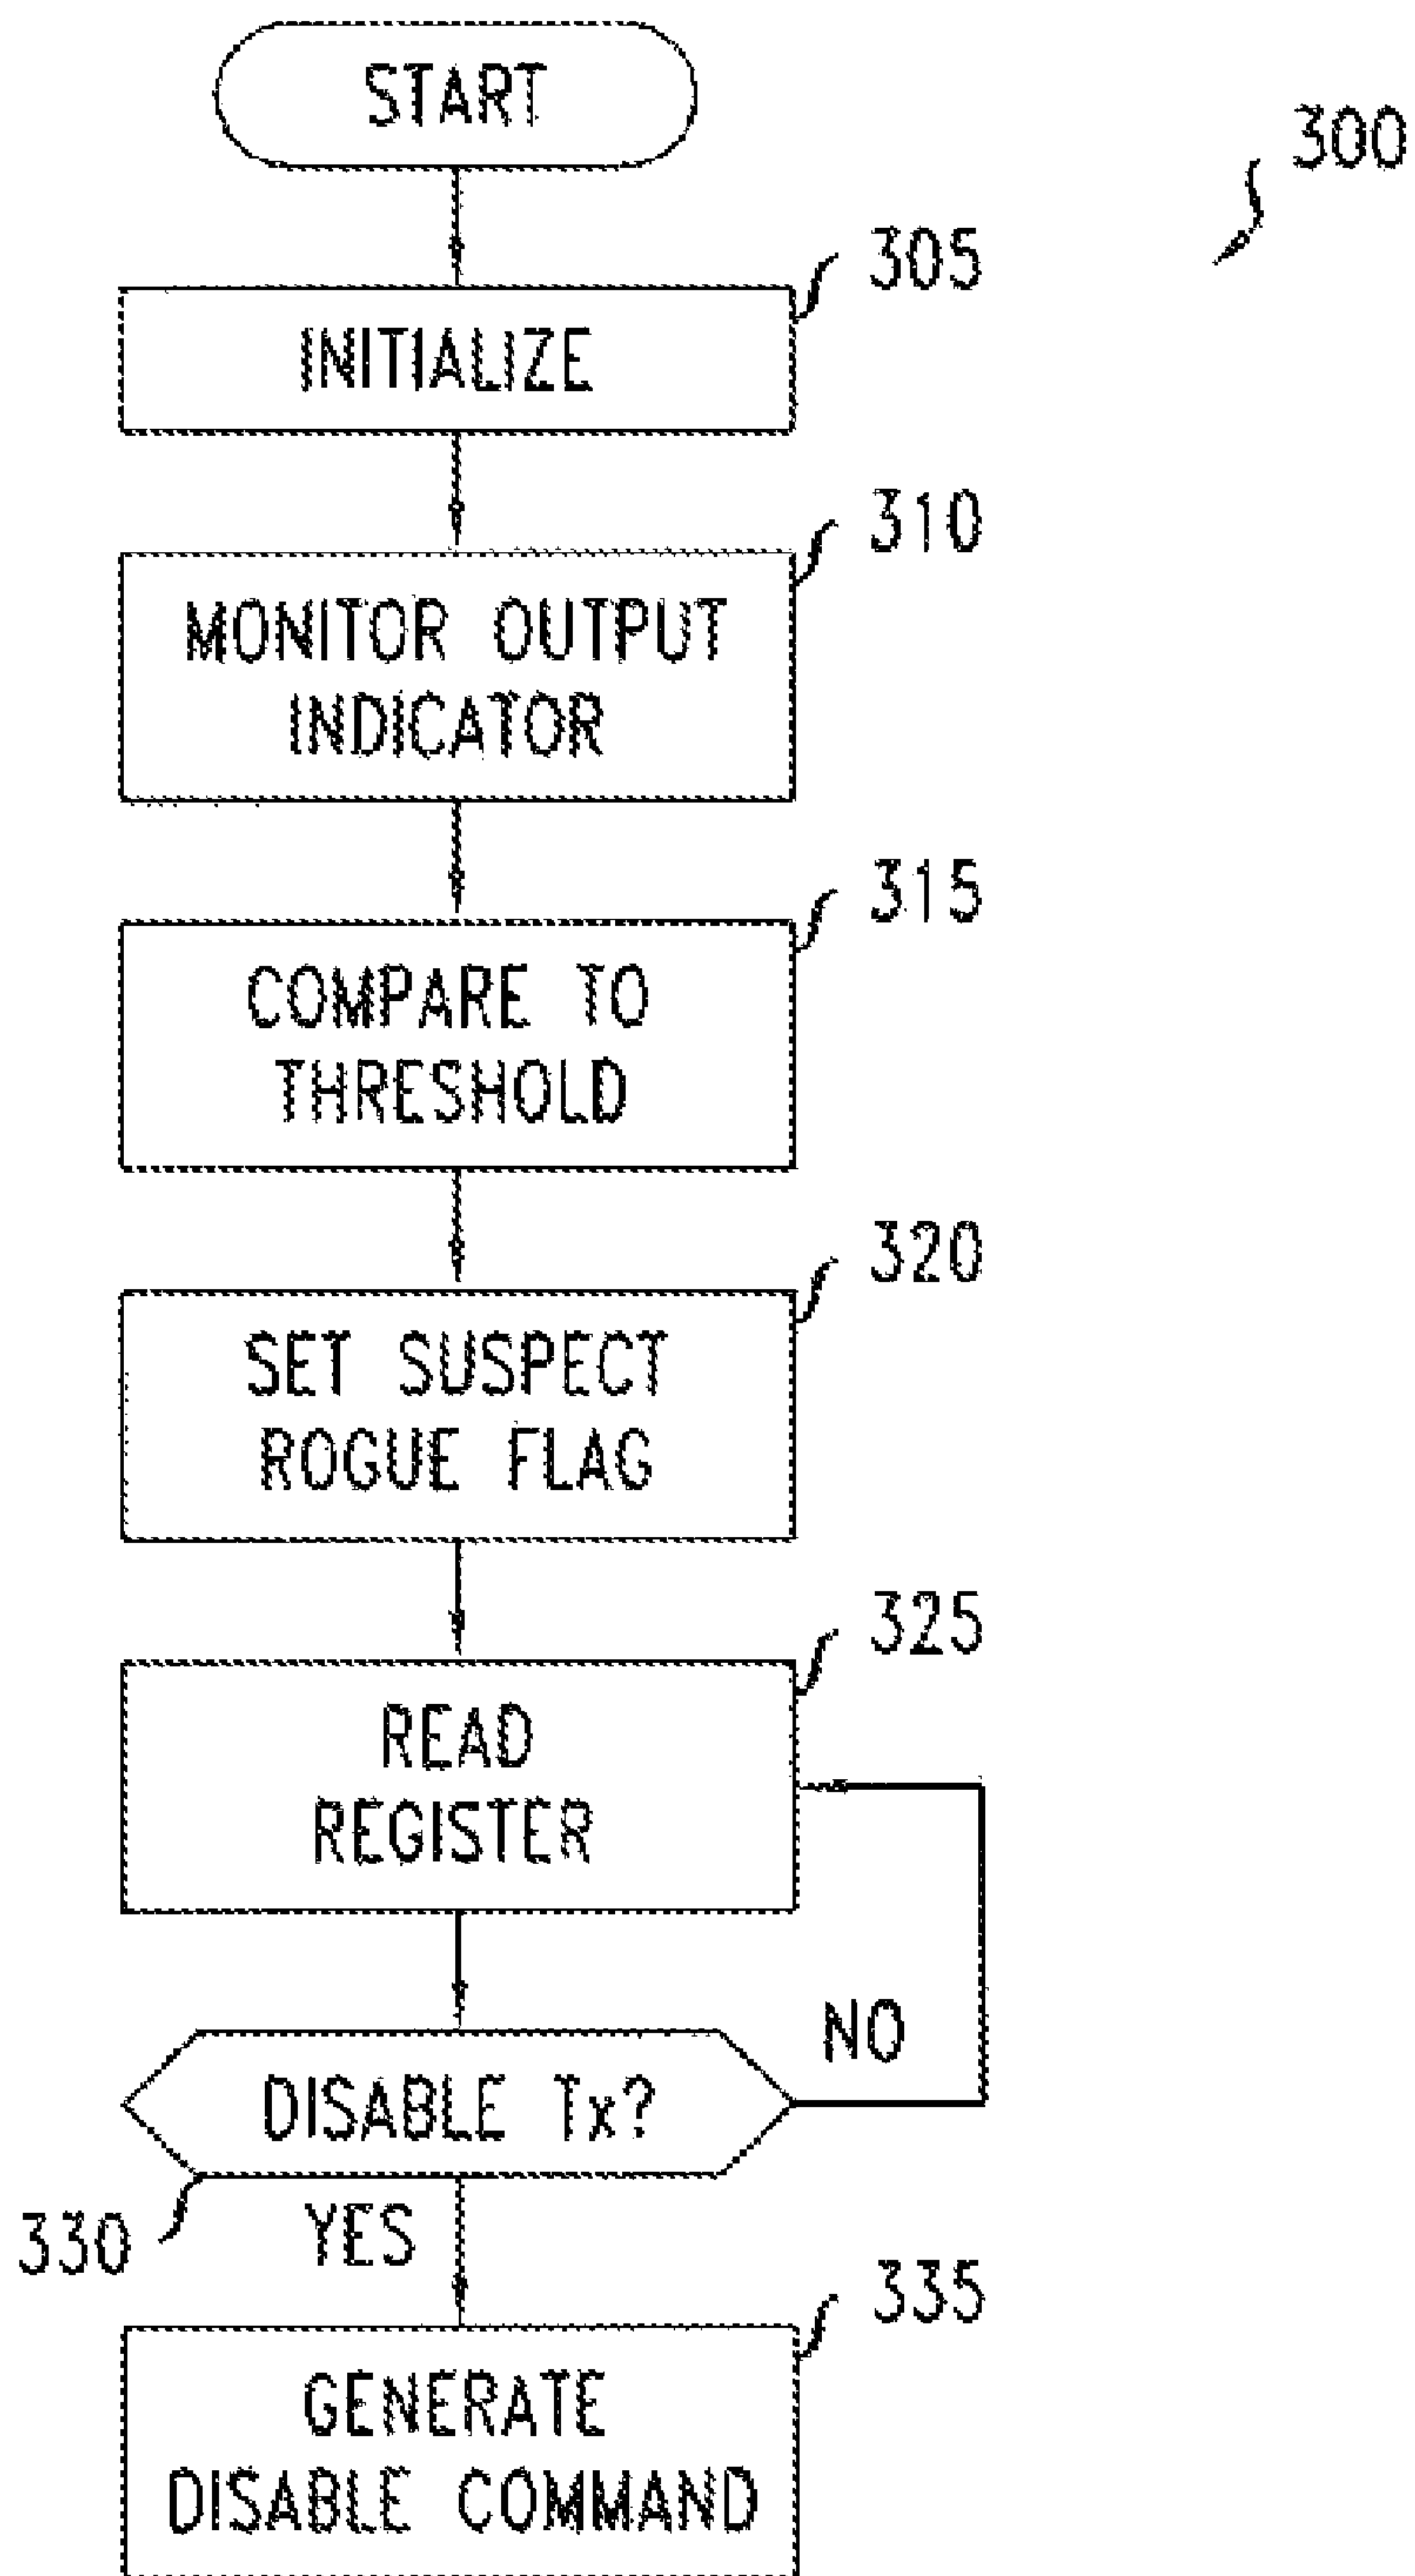 START
300
305
INITIALIZE
310
MONITOR OUTPUT
INDICATOR
315
COMPARE TO
THRESHOLD
320
SET SUSPECT
ROGUE FLAG
325
READ
REGISTER
NO
DISABLE Tx?
330
YES
335
GENERATE
DISABLE COMMAND